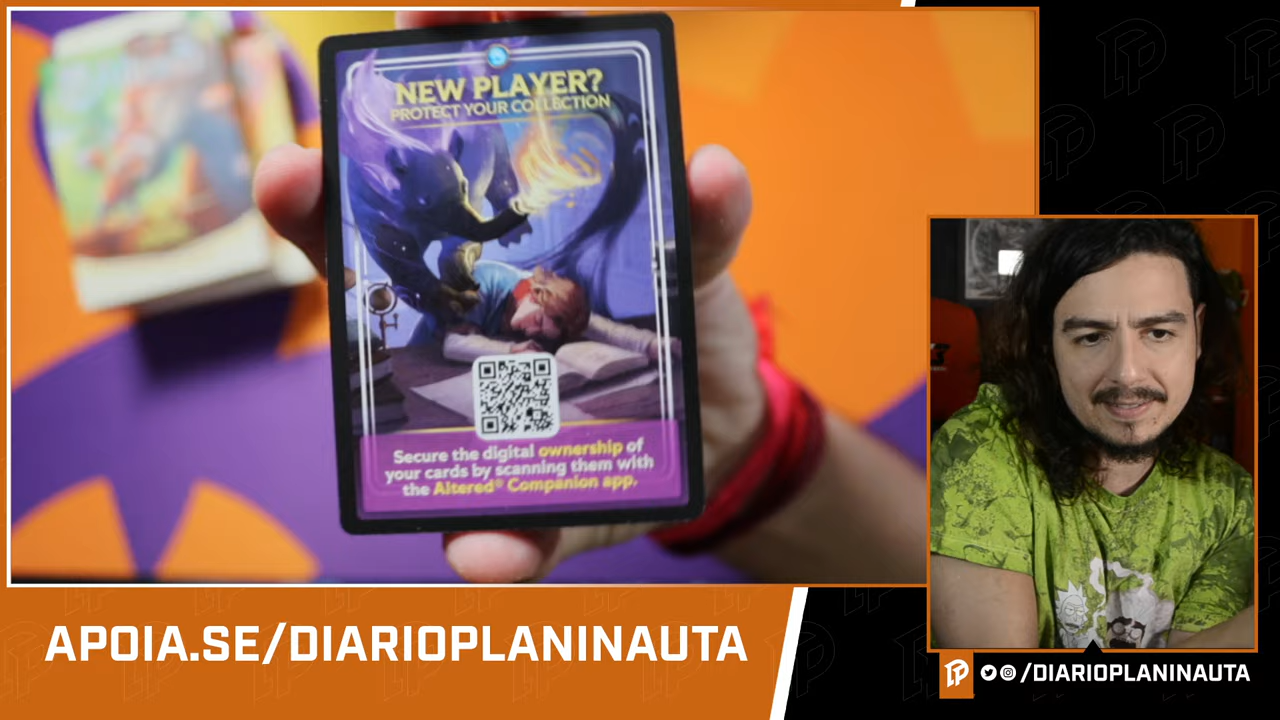 NEW PLAYER?
PROTECT YOUR COLLECTION
Secure the digital ownership of
your cards by scanning them with
the Altered® Companion app.
APOIA.SE/DIARIOPLANINAUTA
/DIARIOPLANINAUTA